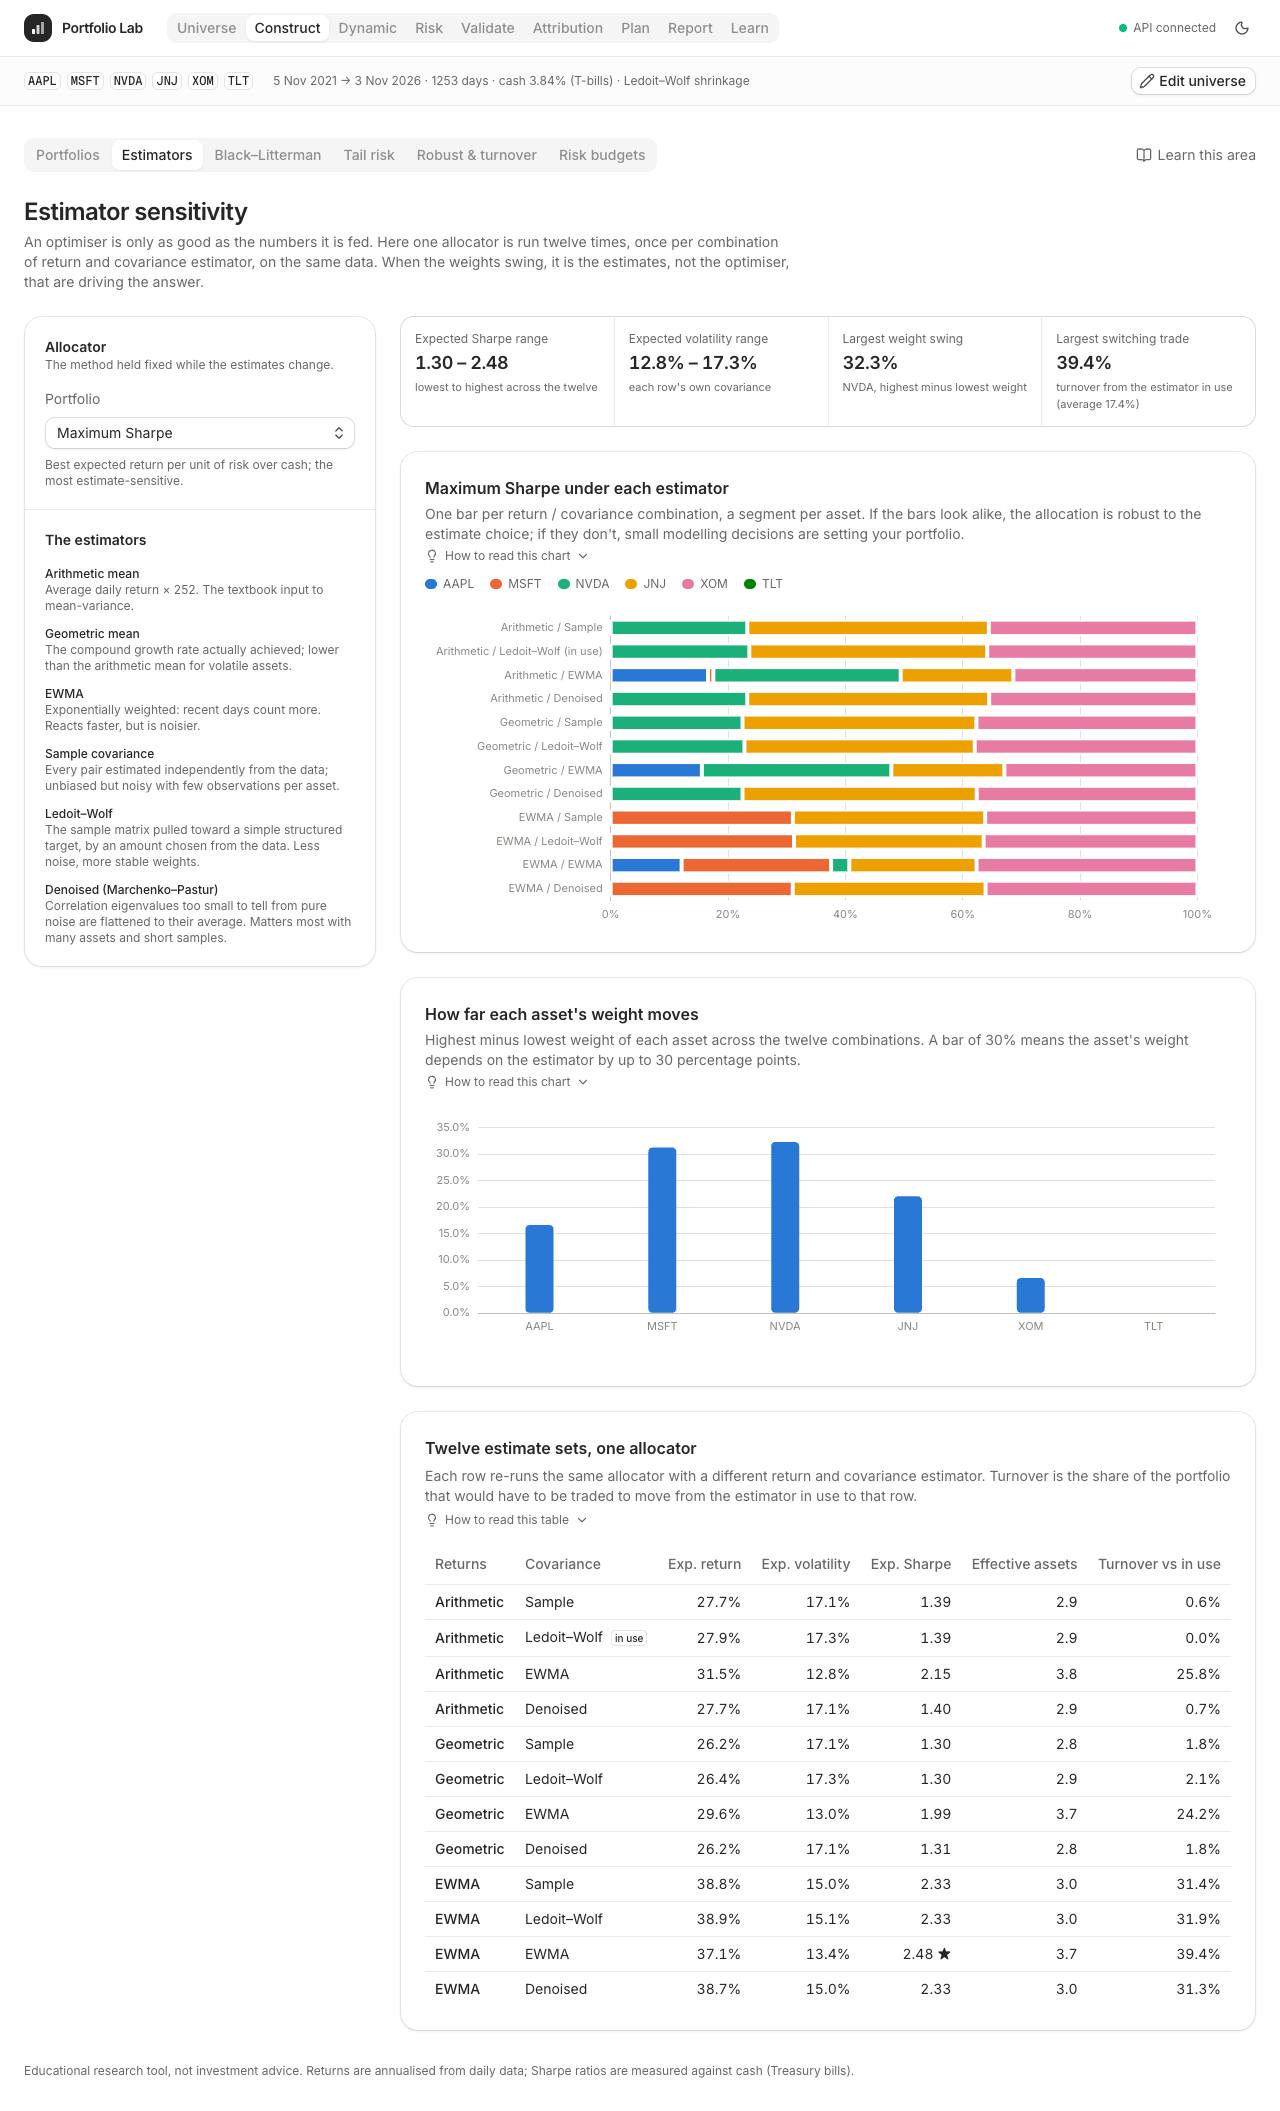 Portfolio Lab
Universe Construct Dynamic Risk Validate Attribution Plan Report Learn
API connected
AAPL MSFT NVDA JNJ XOM TLT 5 Nov 2021 → 3 Nov 2026 · 1253 days · cash 3.84% (T-bills) · Ledoit–Wolf shrinkage
Edit universe
Portfolios Estimators Black–Litterman Tail risk Robust & turnover Risk budgets
Learn this area
Estimator sensitivity
An optimiser is only as good as the numbers it is fed. Here one allocator is run twelve times, once per combination
of return and covariance estimator, on the same data. When the weights swing, it is the estimates, not the optimiser,
that are driving the answer.
Allocator
The method held fixed while the estimates change.
Portfolio
Maximum Sharpe
Best expected return per unit of risk over cash; the
most estimate-sensitive.
The estimators
Arithmetic mean
Average daily return × 252. The textbook input to
mean-variance.
Geometric mean
The compound growth rate actually achieved; lower
than the arithmetic mean for volatile assets.
EWMA
Exponentially weighted: recent days count more.
Reacts faster, but is noisier.
Sample covariance
Every pair estimated independently from the data;
unbiased but noisy with few observations per asset.
Ledoit–Wolf
The sample matrix pulled toward a simple structured
target, by an amount chosen from the data. Less
noise, more stable weights.
Denoised (Marchenko–Pastur)
Correlation eigenvalues too small to tell from pure
noise are flattened to their average. Matters most with
many assets and short samples.
Expected Sharpe range
1.30 – 2.48
lowest to highest across the twelve
Expected volatility range
12.8% – 17.3%
each row's own covariance
Largest weight swing
32.3%
NVDA, highest minus lowest weight
Largest switching trade
39.4%
turnover from the estimator in use
(average 17.4%)
Maximum Sharpe under each estimator
One bar per return / covariance combination, a segment per asset. If the bars look alike, the allocation is robust to the
estimate choice; if they don't, small modelling decisions are setting your portfolio.
How to read this chart
AAPL MSFT NVDA JNJ XOM TLT
Arithmetic / Sample
Arithmetic / Ledoit–Wolf (in use)
Arithmetic / EWMA
Arithmetic / Denoised
Geometric / Sample
Geometric / Ledoit–Wolf
Geometric / EWMA
Geometric / Denoised
EWMA / Sample
EWMA / Ledoit–Wolf
EWMA / EWMA
EWMA / Denoised
0% 20% 40% 60% 80% 100%
How far each asset's weight moves
Highest minus lowest weight of each asset across the twelve combinations. A bar of 30% means the asset's weight
depends on the estimator by up to 30 percentage points.
How to read this chart
35.0%
30.0%
25.0%
20.0%
15.0%
10.0%
5.0%
0.0%
AAPL MSFT NVDA JNJ XOM TLT
Twelve estimate sets, one allocator
Each row re-runs the same allocator with a different return and covariance estimator. Turnover is the share of the portfolio
that would have to be traded to move from the estimator in use to that row.
How to read this table
Returns Covariance Exp. return Exp. volatility Exp. Sharpe Effective assets Turnover vs in use
Arithmetic Sample 27.7% 17.1% 1.39 2.9 0.6%
Arithmetic Ledoit–Wolf in use 27.9% 17.3% 1.39 2.9 0.0%
Arithmetic EWMA 31.5% 12.8% 2.15 3.8 25.8%
Arithmetic Denoised 27.7% 17.1% 1.40 2.9 0.7%
Geometric Sample 26.2% 17.1% 1.30 2.8 1.8%
Geometric Ledoit–Wolf 26.4% 17.3% 1.30 2.9 2.1%
Geometric EWMA 29.6% 13.0% 1.99 3.7 24.2%
Geometric Denoised 26.2% 17.1% 1.31 2.8 1.8%
EWMA Sample 38.8% 15.0% 2.33 3.0 31.4%
EWMA Ledoit–Wolf 38.9% 15.1% 2.33 3.0 31.9%
EWMA EWMA 37.1% 13.4% 2.48 ★ 3.7 39.4%
EWMA Denoised 38.7% 15.0% 2.33 3.0 31.3%
Educational research tool, not investment advice. Returns are annualised from daily data; Sharpe ratios are measured against cash (Treasury bills).